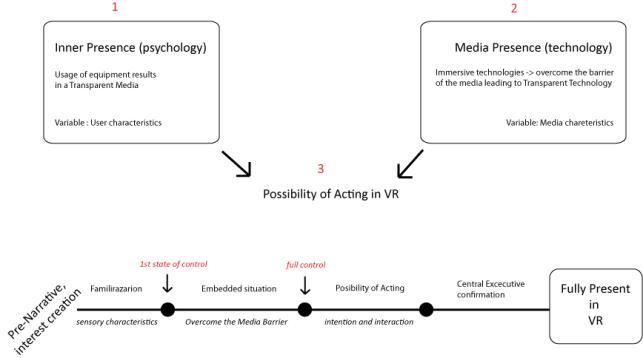 1
2
Inner Presence (psychology)
Usage of equipment results
in a Transparent Media
Variable : User characteristics
Media Presence (technology)
Immersive technologies -> overcome the barrier
of the media leading to Transparent Technology
Variable: Media chareteristics
3
Possibility of Acting in VR
Pre-Narrative,
interest creation
1st state of control
full control
Familirazarion
Embedded situation
Posibility of Acting
Central Excecutive
confirmation
sensory characteristics
Overcome the Media Barrier
intention and interaction
Fully Present
in
VR